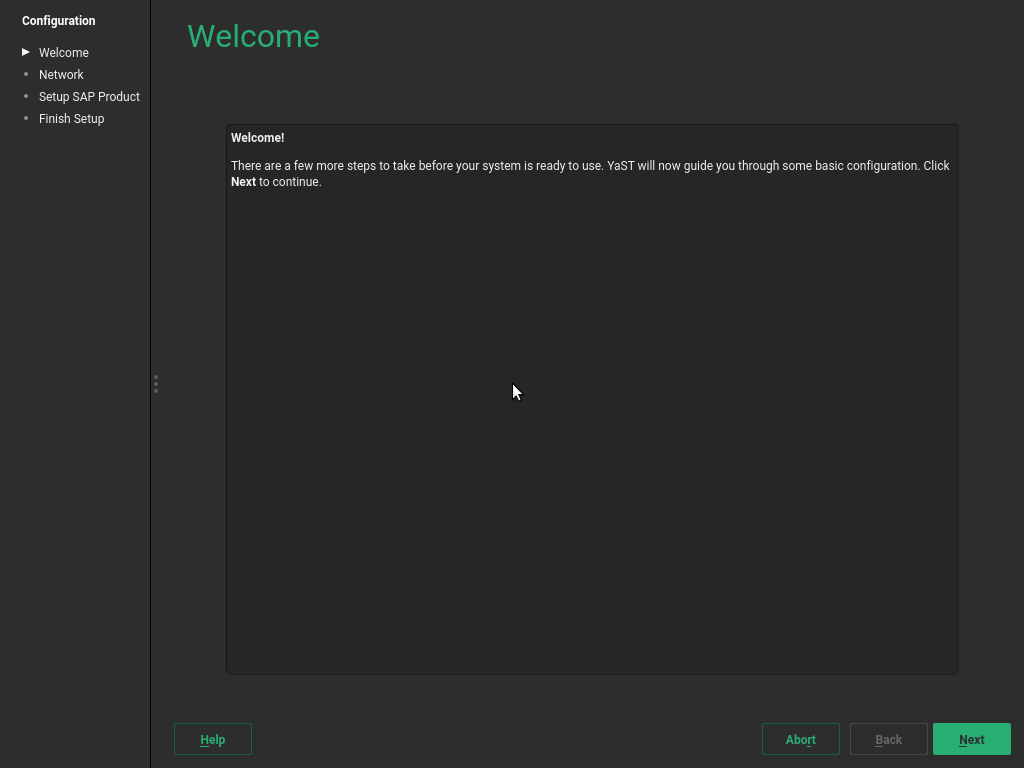 Configuration
Welcome
Network
Setup SAP Product
Finish Setup
Welcome
Welcome!
There are a few more steps to take before your system is ready to use. YaST will now guide you through some basic configuration. Click
Next to continue.
Help
Abort
Back
Next